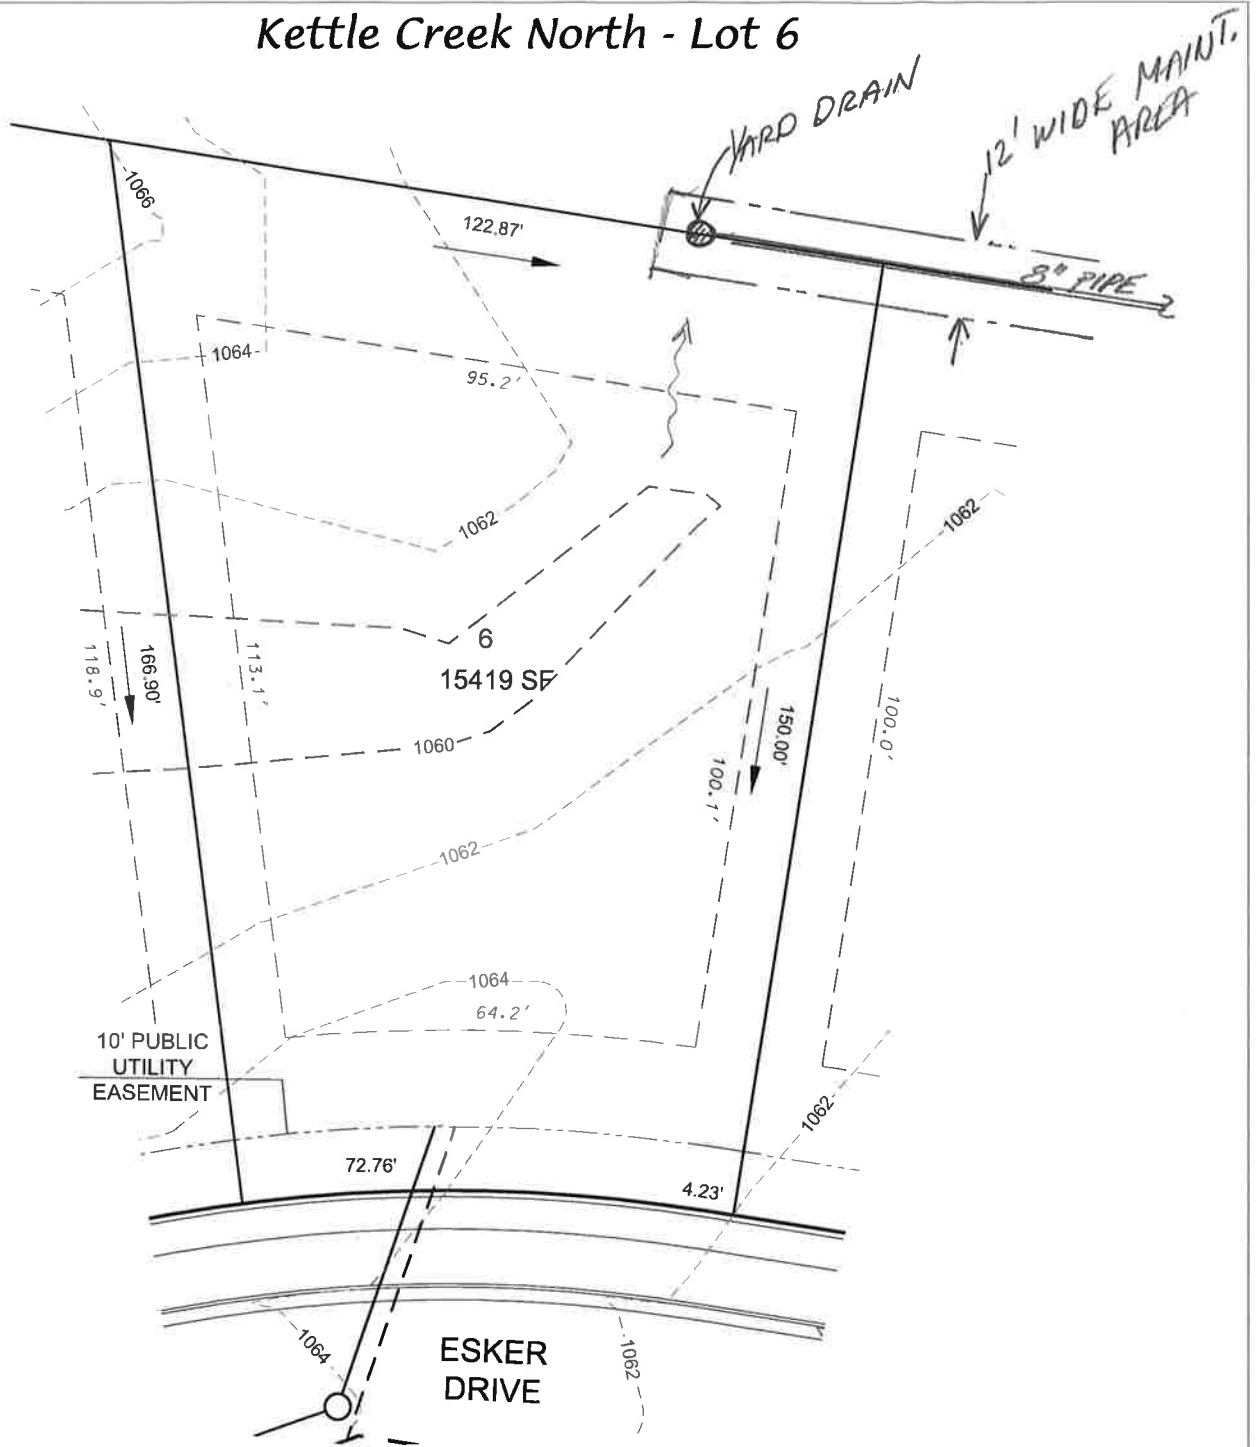 Kettle Creek North - Lot 6
YARD DRAIN
12' WIDE MAINT.
AREA
1066
122.87'
8" PIPE
1064
95.2'
1062
1062
6
15419 SF
118.9'
166.90'
113.1'
1060
150.00'
100.1'
100.0'
1062
1064
64.2'
10' PUBLIC
UTILITY
EASEMENT
1062
72.76'
4.23'
1064
ESKER
DRIVE
1062